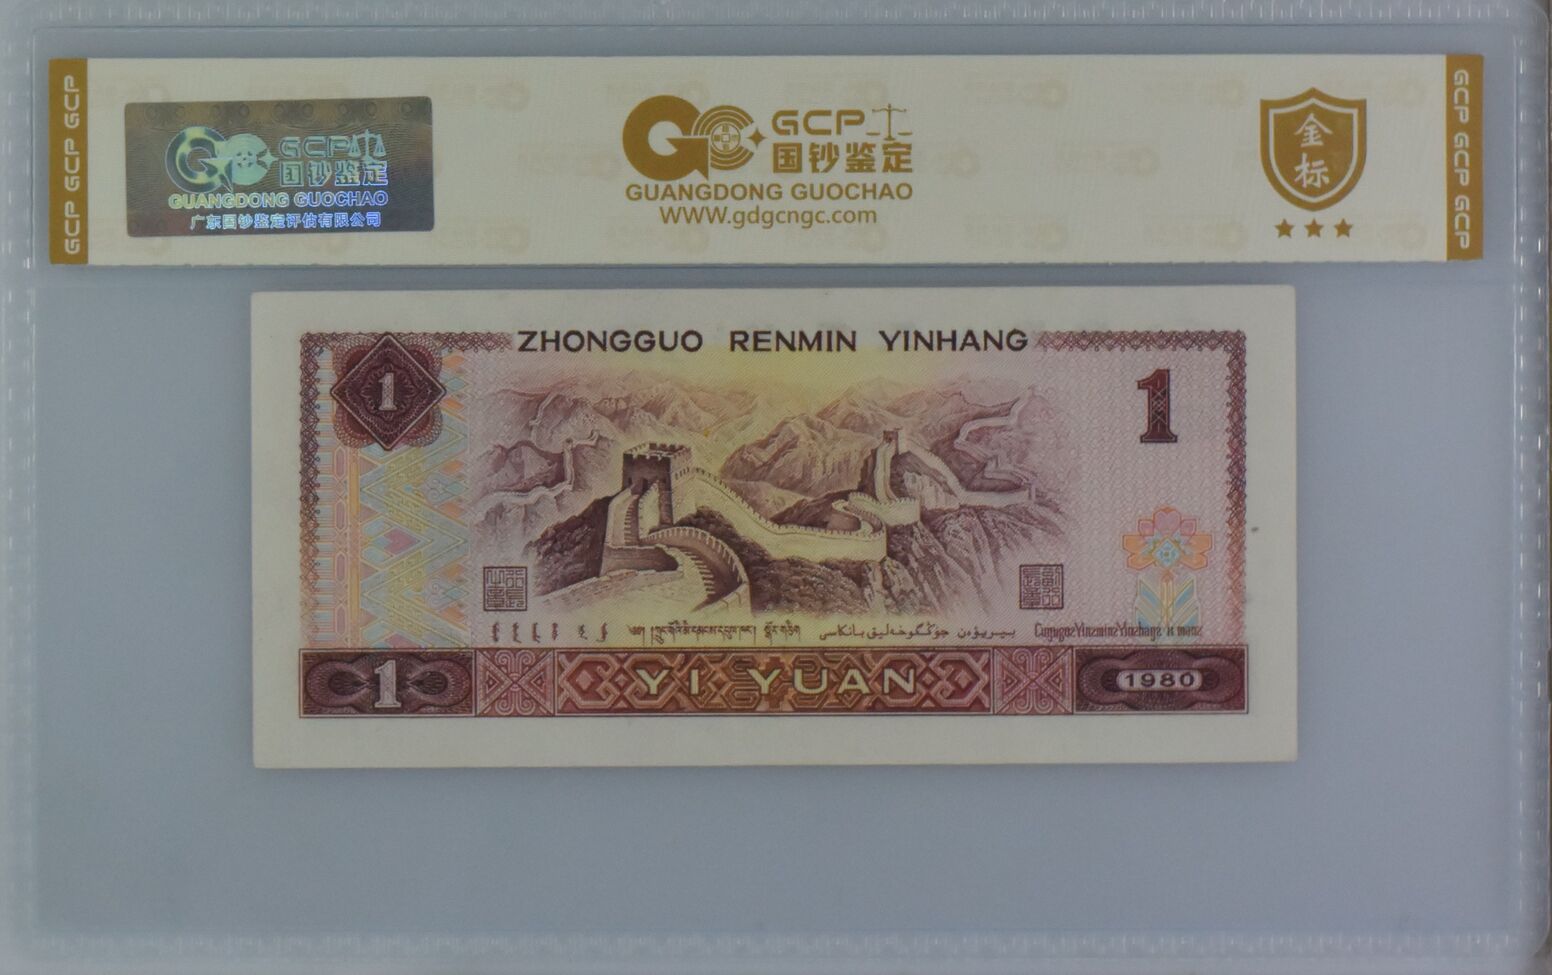 GCP GCP GCP
GCP
国钞鉴定
GUANGDONG GUOCHAO
广东国钞鉴定评估有限公司
GCP
国钞鉴定
GUANGDONG GUOCHAO
WWW.gdgcngc.com
金
标
GCP GCP GCP
ZHONGGUO RENMIN YINHANG
1
1
1
YI YUAN
1980